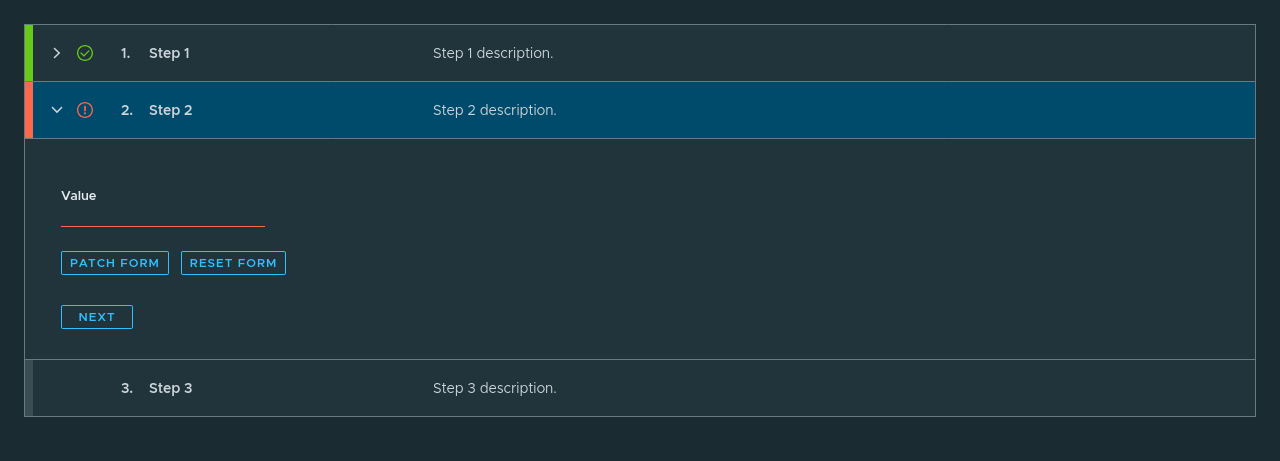 1. Step 1 Step 1 description.
2. Step 2 Step 2 description.
Value
PATCH FORM RESET FORM
NEXT
3. Step 3 Step 3 description.